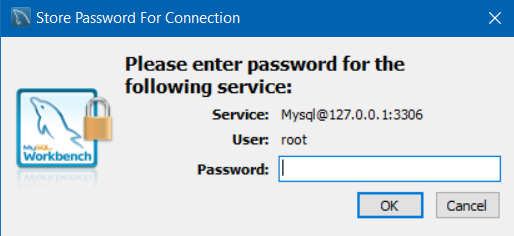 Store Password For Connection
Please enter password for the
following service:
Service: Mysql@127.0.0.1:3306
User: root
MySQL
Workbench
Password:
OK Cancel